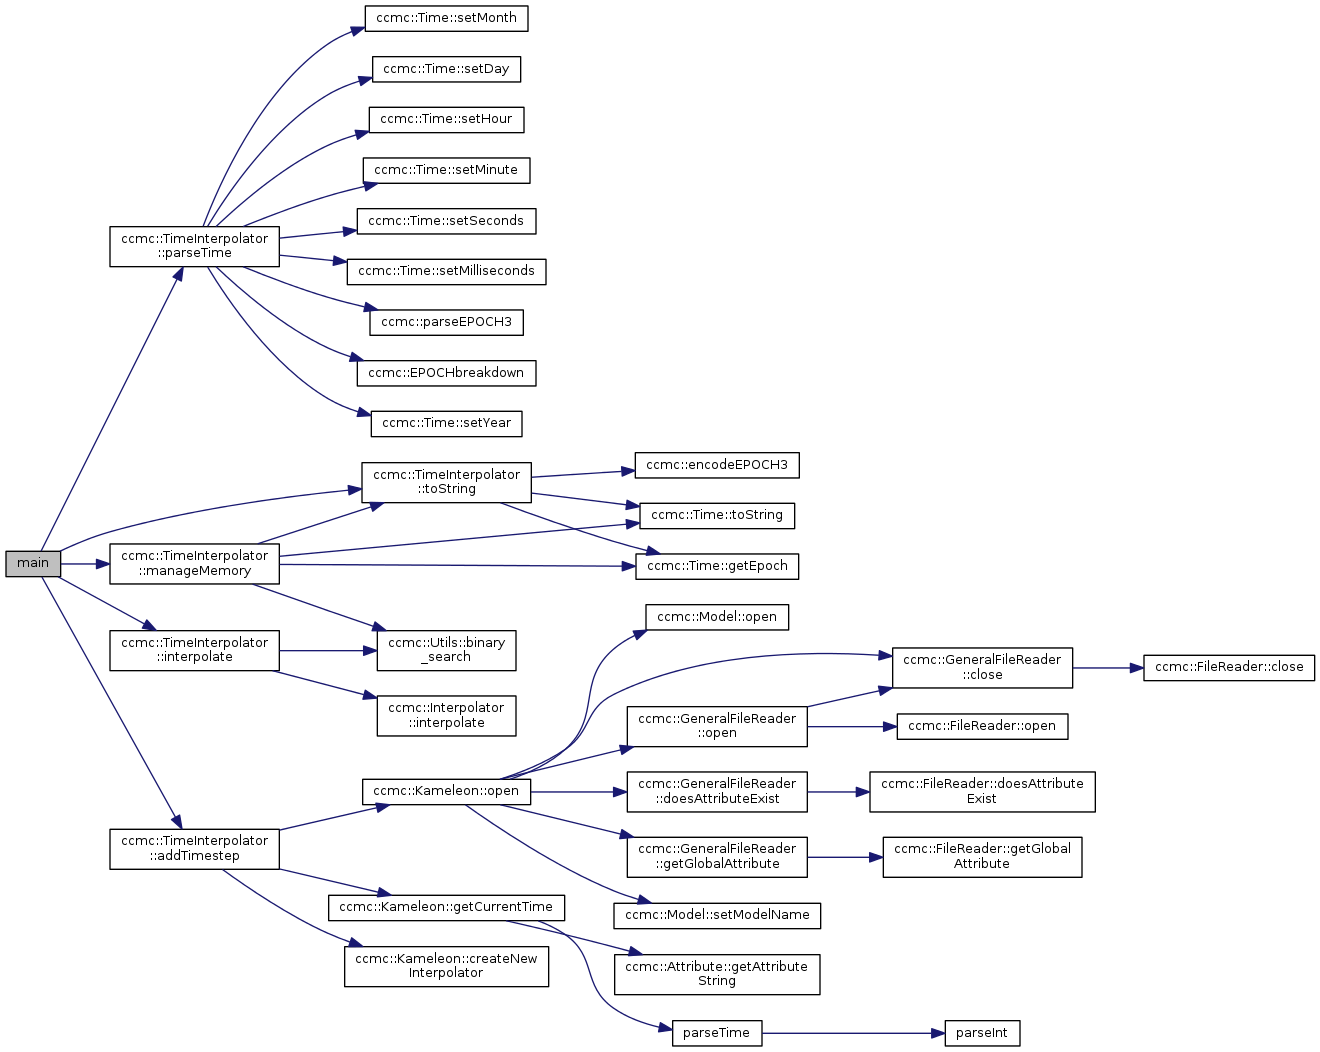 ccmc::Time::setMonth
ccmc::Time::setDay
ccmc::Time::setHour
ccmc::Time::setMinute
ccmc::Time::setSeconds
ccmc::TimeInterpolator
::parseTime
ccmc::Time::setMilliseconds
ccmc::parseEPOCH3
ccmc::EPOCHbreakdown
ccmc::Time::setYear
ccmc::TimeInterpolator
::toString
ccmc::encodeEPOCH3
ccmc::Time::toString
main
ccmc::TimeInterpolator
::manageMemory
ccmc::Time::getEpoch
ccmc::TimeInterpolator
::interpolate
ccmc::Utils::binary
_search
ccmc::Interpolator
::interpolate
ccmc::Model::open
ccmc::GeneralFileReader
::close
ccmc::FileReader::close
ccmc::GeneralFileReader
::open
ccmc::FileReader::open
ccmc::Kameleon::open
ccmc::GeneralFileReader
::doesAttributeExist
ccmc::FileReader::doesAttribute
Exist
ccmc::TimeInterpolator
::addTimestep
ccmc::GeneralFileReader
::getGlobalAttribute
ccmc::FileReader::getGlobal
Attribute
ccmc::Kameleon::getCurrentTime
ccmc::Model::setModelName
ccmc::Kameleon::createNew
Interpolator
ccmc::Attribute::getAttribute
String
parseTime
parseInt